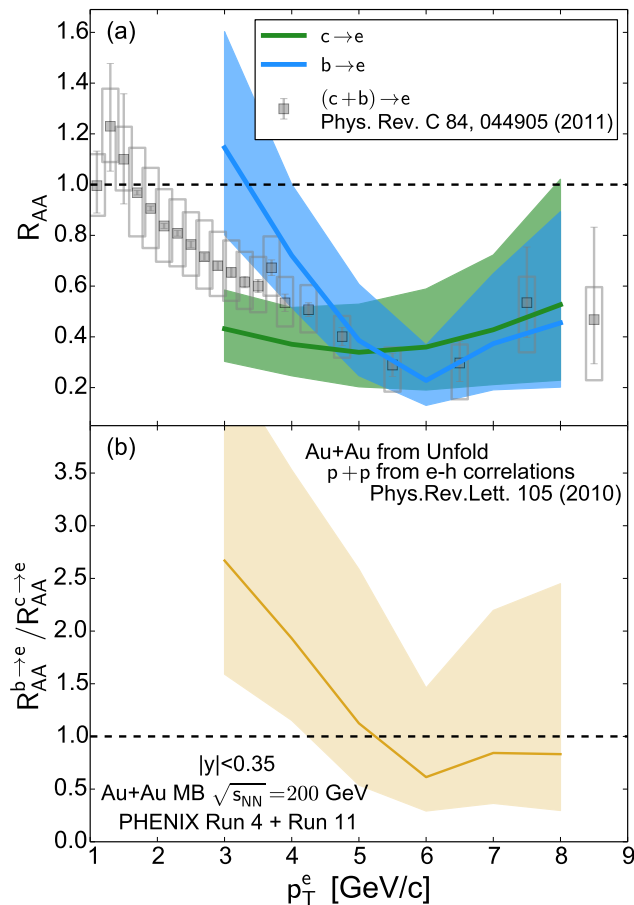 (a)
c→e
b→e
(c+b)→e
Phys. Rev. C 84, 044905 (2011)
1.6
1.4
1.2
1.0
0.8
0.6
0.4
0.2
R_AA
(b)
Au+Au from Unfold
p+p from e-h correlations
Phys.Rev.Lett. 105 (2010)
3.5
3.0
2.5
2.0
1.5
1.0
0.5
0.0
R_AA^{b→e}/R_AA^{c→e}
|y|<0.35
Au+Au MB √s_NN=200 GeV
PHENIX Run 4 + Run 11
1 2 3 4 5 6 7 8 9
p_T^e [GeV/c]